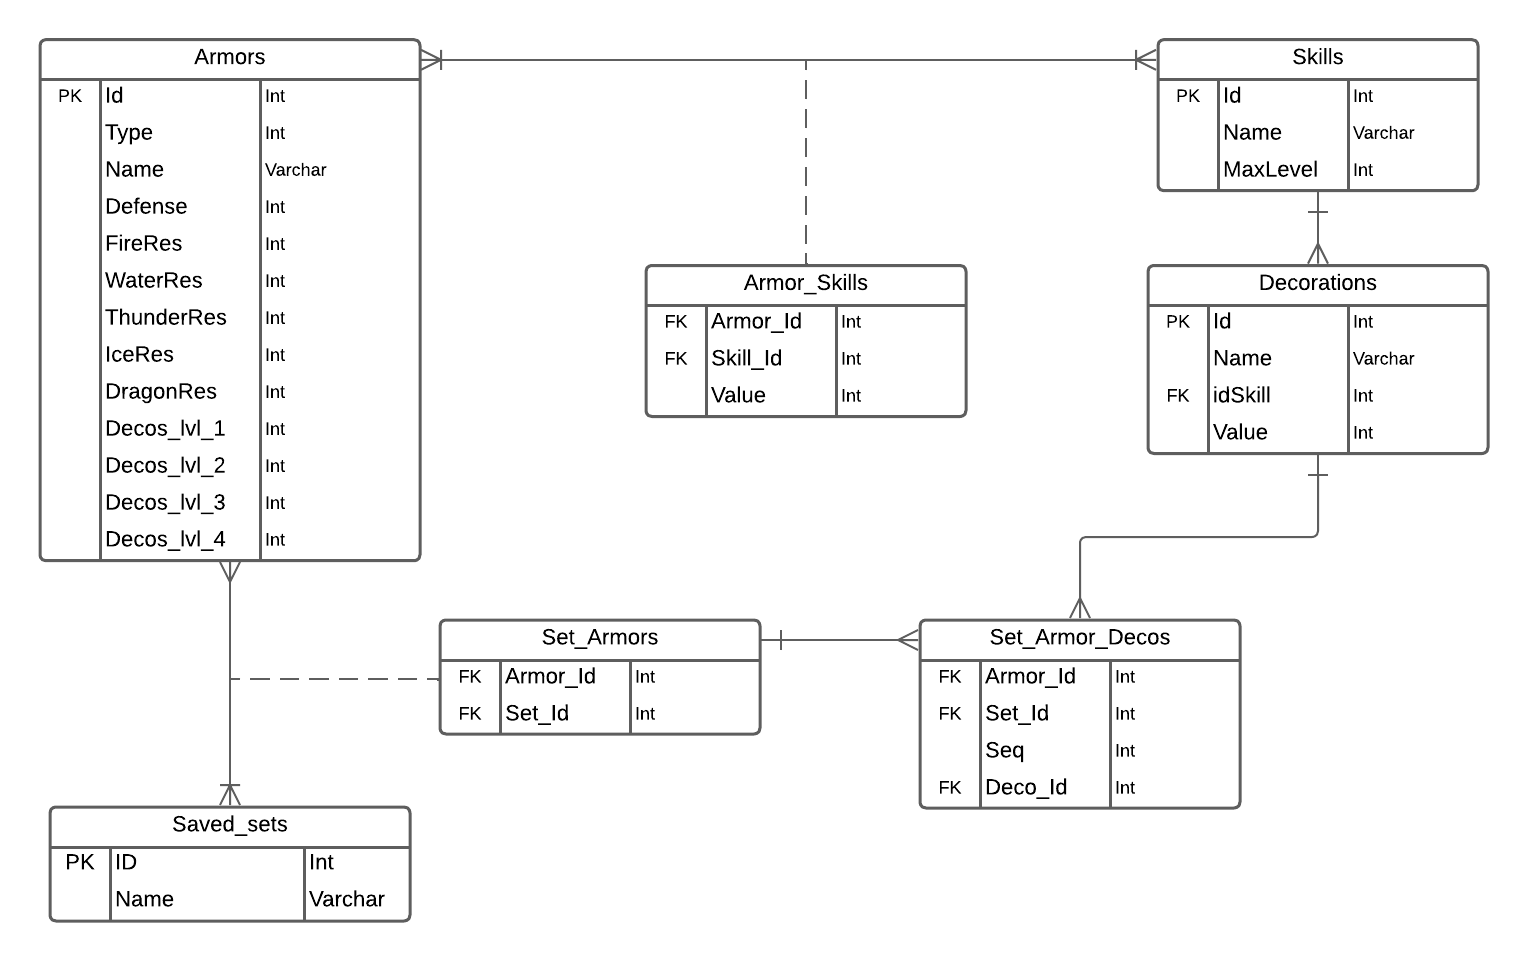 Armors
PK Id Int
Type Int
Name Varchar
Defense Int
FireRes Int
WaterRes Int
ThunderRes Int
IceRes Int
DragonRes Int
Decos_lvl_1 Int
Decos_lvl_2 Int
Decos_lvl_3 Int
Decos_lvl_4 Int
Skills
PK Id Int
Name Varchar
MaxLevel Int
Armor_Skills
FK Armor_Id Int
FK Skill_Id Int
Value Int
Decorations
PK Id Int
Name Varchar
FK idSkill Int
Value Int
Set_Armors
FK Armor_Id Int
FK Set_Id Int
Set_Armor_Decos
FK Armor_Id Int
FK Set_Id Int
Seq Int
FK Deco_Id Int
Saved_sets
PK ID Int
Name Varchar